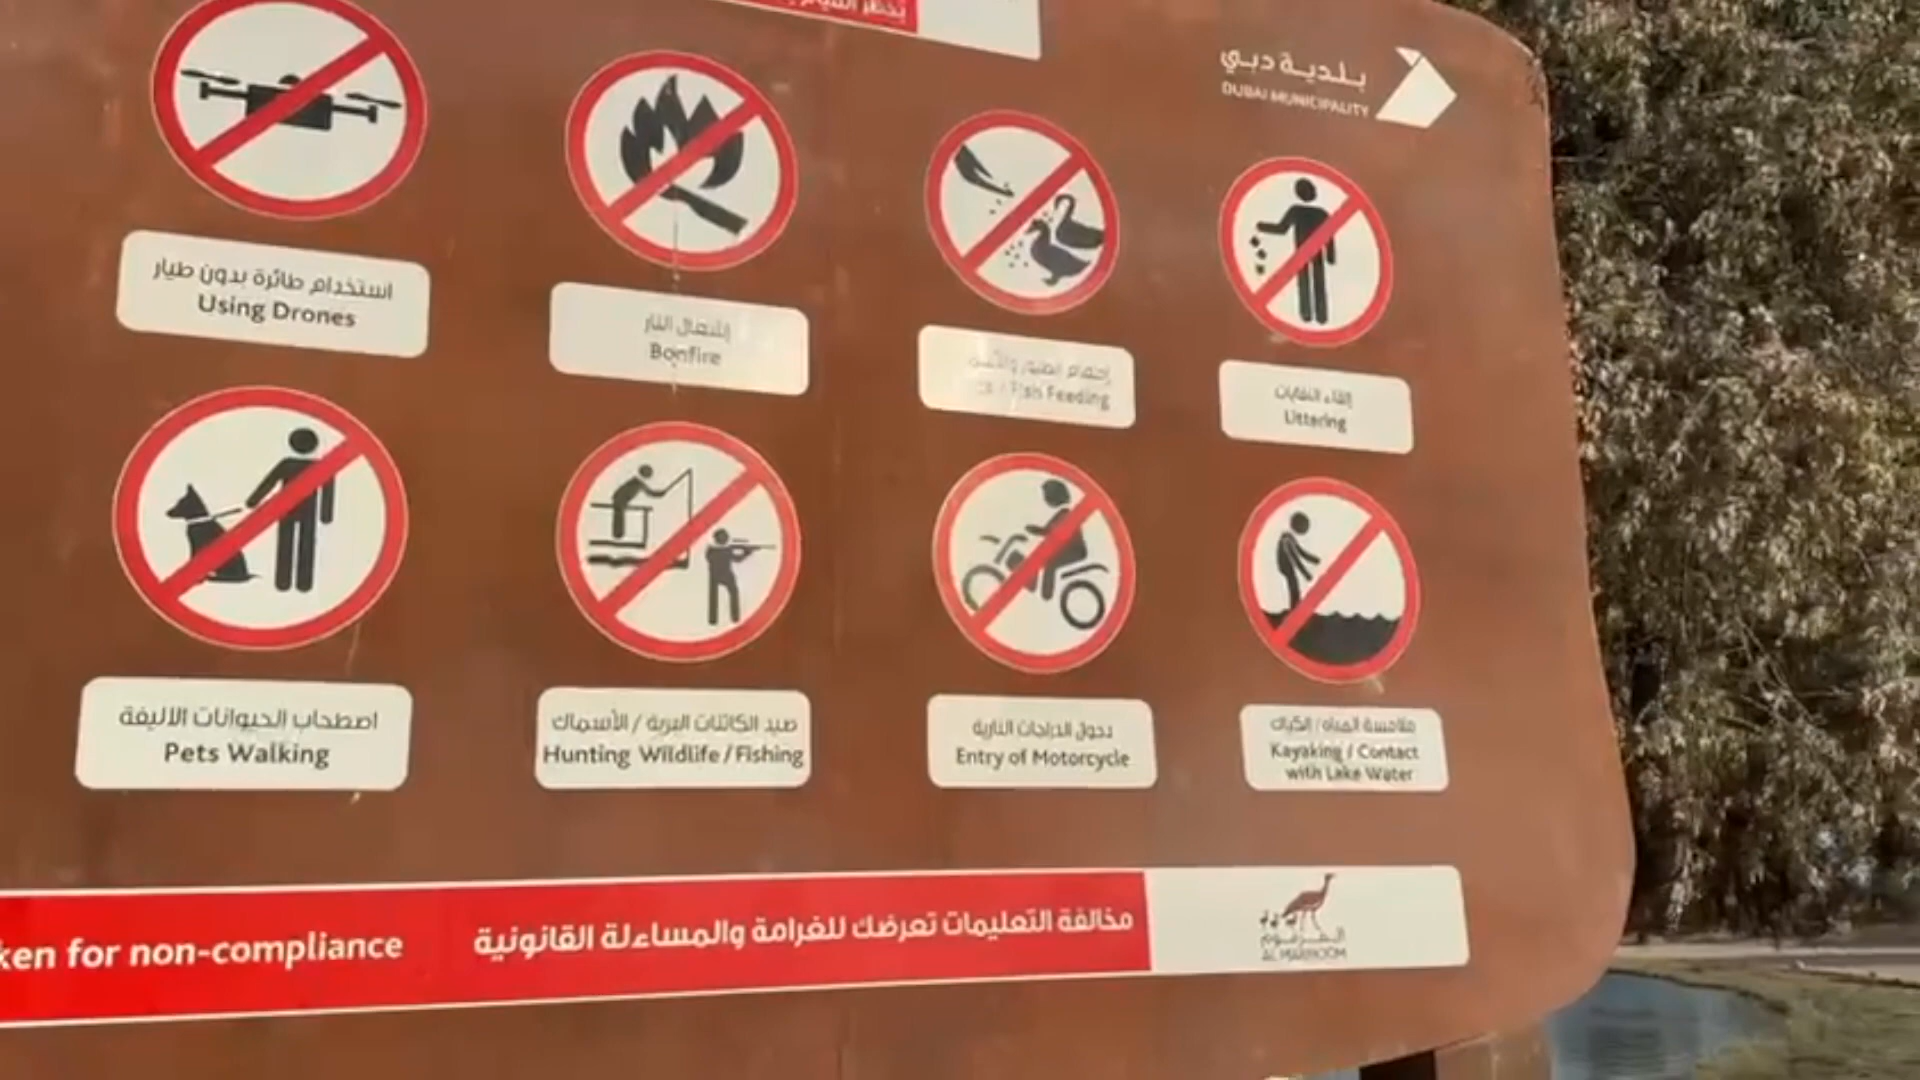 بلدية دبي
DUBAI MUNICIPALITY
استخدام طائرة بدون طيار
Using Drones
إشعال النار
Bonfire
Fish Feeding
إلقاء النفايات
Littering
اصطحاب الحيوانات الأليفة
Pets Walking
صيد الكائنات البرية / الأسماك
Hunting Wildlife / Fishing
دخول الدراجات النارية
Entry of Motorcycle
ملامسة المياه / الكياك
Kayaking / Contact
with Lake Water
for non-compliance
مخالفة التعليمات تعرضك للغرامة والمساءلة القانونية
المرموم
AL MARMOOM